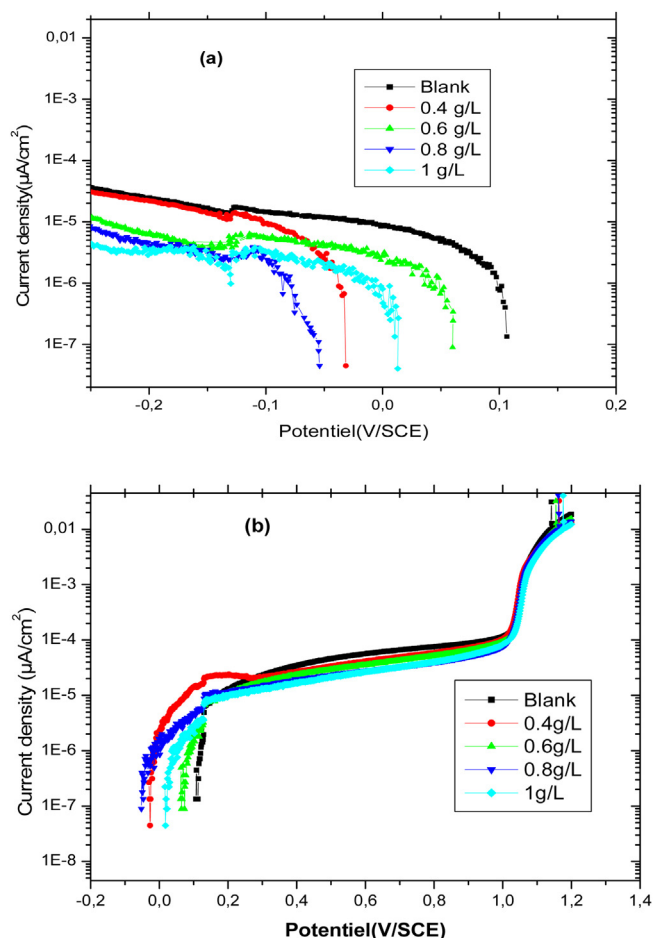 0,01
(a)
Blank
0.4 g/L
0.6 g/L
0.8 g/L
1 g/L
1E-3
1E-4
1E-5
1E-6
1E-7
Current density(µA/cm²)
-0,2
-0,1
0,0
0,1
0,2
Potentiel(V/SCE)
(b)
0,01
1E-3
1E-4
1E-5
1E-6
1E-7
1E-8
Current density (µA/cm²)
Blank
0.4g/L
0.6g/L
0.8g/L
1g/L
-0,2
0,0
0,2
0,4
0,6
0,8
1,0
1,2
1,4
Potentiel(V/SCE)